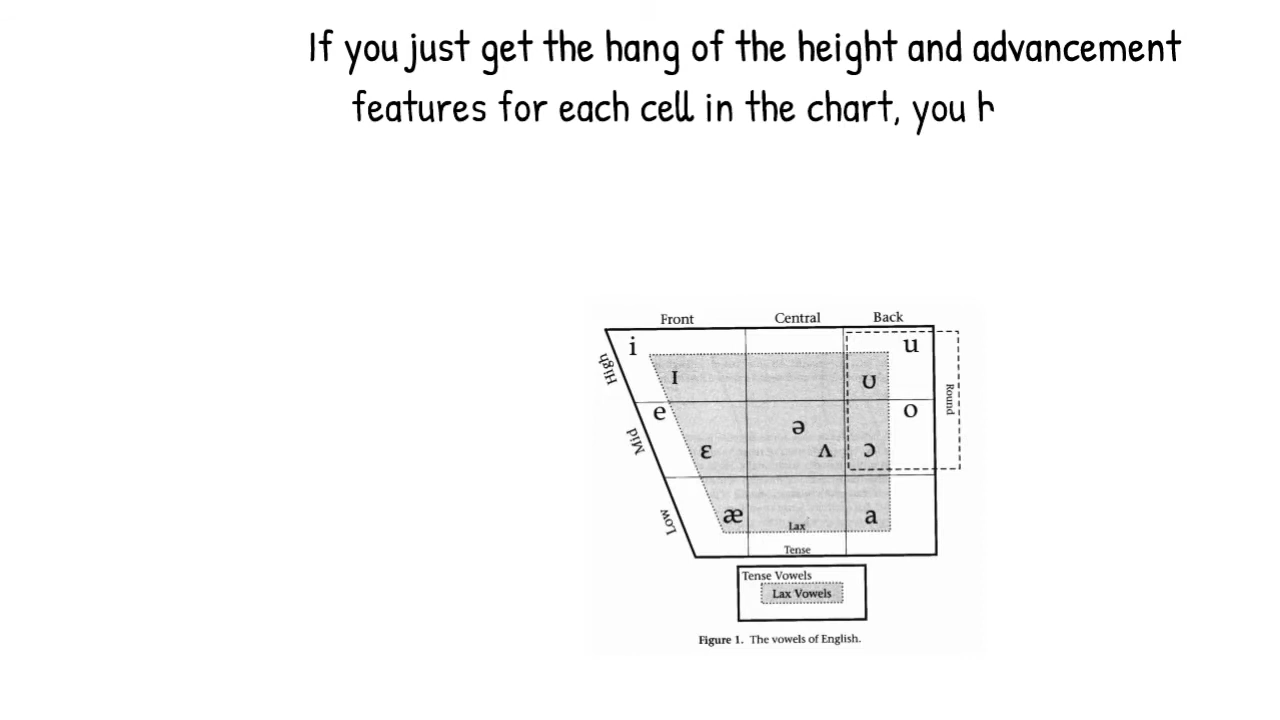 If you just get the hang of the height and advancement
features for each cell in the chart, you h
Front Central Back
High
i
u
I
ʊ
Round
Mid
e
ə
o
ɛ
ʌ
ɔ
Low
æ
a
Lax
Tense
Tense Vowels
Lax Vowels
Figure 1. The vowels of English.